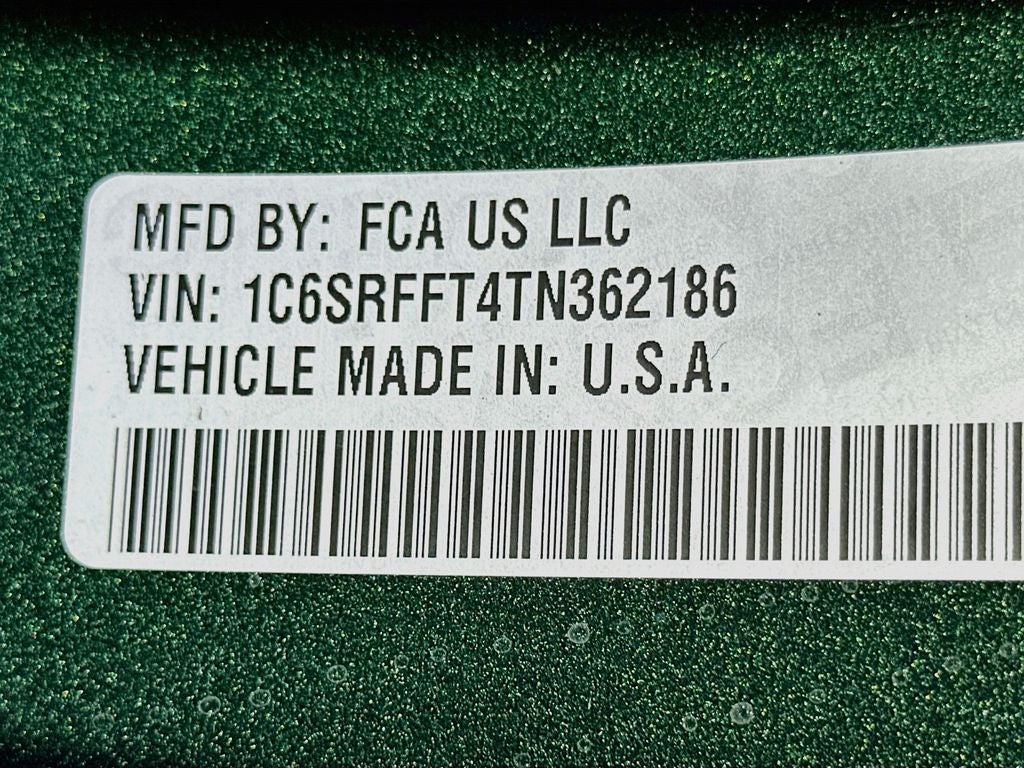 MFD BY: FCA US LLC
VIN: 1C6SRFFT4TN362186
VEHICLE MADE IN: U.S.A.